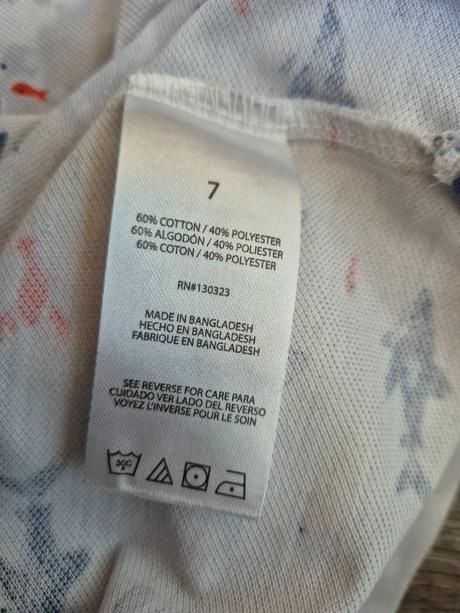 7
60% COTTON / 40% POLYESTER
60% ALGODÓN / 40% POLIESTER
60% COTON / 40% POLYESTER
RN#130323
MADE IN BANGLADESH
HECHO EN BANGLADESH
FABRIQUE EN BANGLADESH
SEE REVERSE FOR CARE PARA
CUIDADO VER LADO DEL REVERSO
VOYEZ L'INVERSE POUR LE SOIN